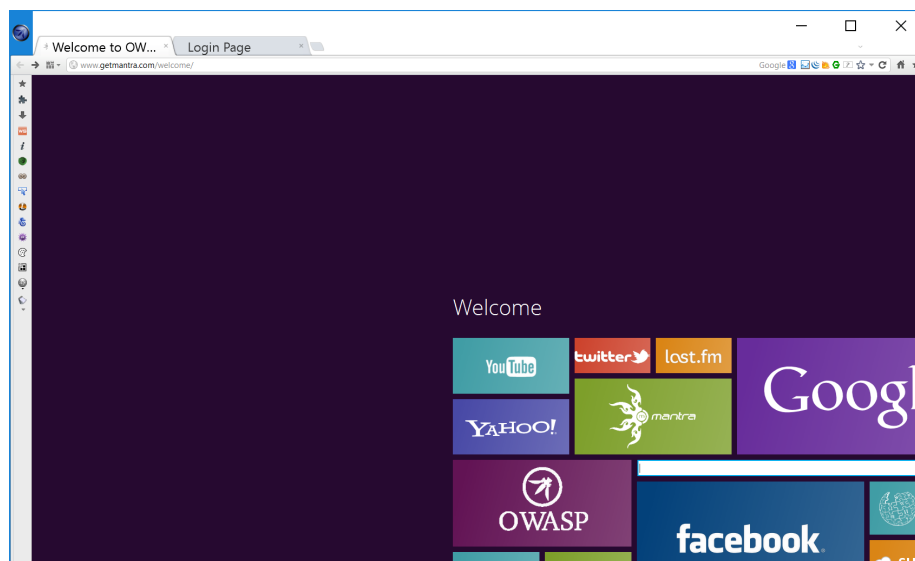 Welcome to OW...
Login Page
www.getmantra.com/welcome/
Google
Welcome
YouTube
twitter
last.fm
Googl
YAHOO!
mantra
OWASP
facebook